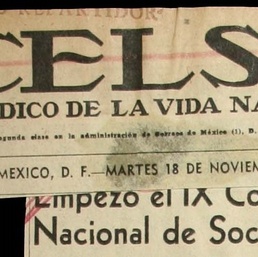 REPARTIDOR
CELS
DICO DE LA VIDA NA
segunda clase en la administración de Correos de México (1), D.
MEXICO, D. F.—MARTES 18 DE NOVIEM
Empezó el IX Co
Nacional de Soc